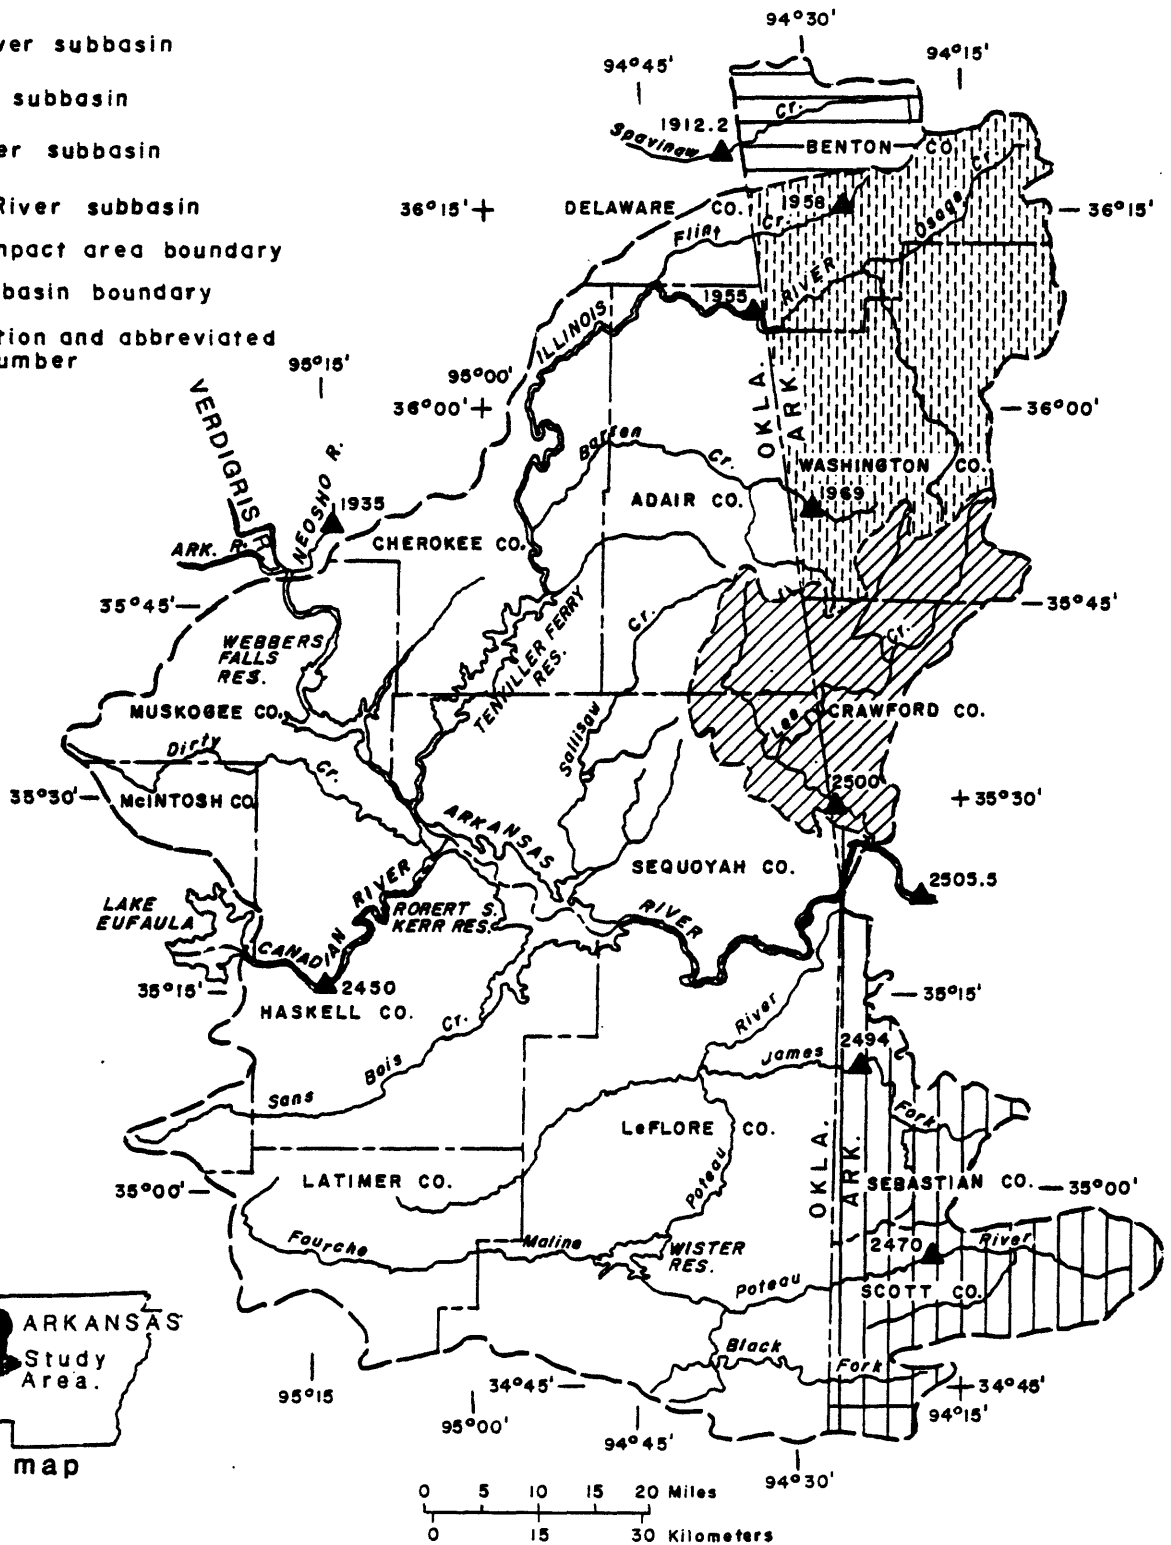 ver subbasin
subbasin
er subbasin
River subbasin
mpact area boundary
basin boundary
tion and abbreviated
umber
94°30'
94°45'
94°15'
1912.2
Spavinaw
Cr.
BENTON CO.
36°15'
DELAWARE CO.
1958
Flint Cr.
Osage Cr.
36°15'
1955
RIVER
ILLINOIS
95°15'
95°00'
36°00'
36°00'
OKLA.
ARK.
VERDIGRIS R.
NEOSHO R.
1935
ARK. R.
Barren Cr.
WASHINGTON CO.
ADAIR CO.
1969
CHEROKEE CO.
35°45'
35°45'
WEBBERS
FALLS
RES.
TENKILLER FERRY
RES.
Cr.
Cr.
MUSKOGEE CO.
Sallisaw
Lee
CRAWFORD CO.
Dirty Cr.
35°30'
McINTOSH CO.
2500
35°30'
ARKANSAS
SEQUOYAH CO.
2505.5
LAKE
EUFAULA
CANADIAN RIVER
ROBERT S.
KERR RES.
RIVER
35°15'
2450
35°15'
HASKELL CO.
River
2494
James
Fork
Sans Bois Cr.
LeFLORE CO.
OKLA.
ARK.
LATIMER CO.
Poteau
SEBASTIAN CO.
35°00'
35°00'
Fourche Maline
WISTER
RES.
2470
River
Poteau
SCOTT CO.
ARKANSAS
Study
Area.
Black Fork
34°45'
34°45'
95°15
95°00'
94°45'
94°15'
94°30'
map
0 5 10 15 20 Miles
0 15 30 Kilometers